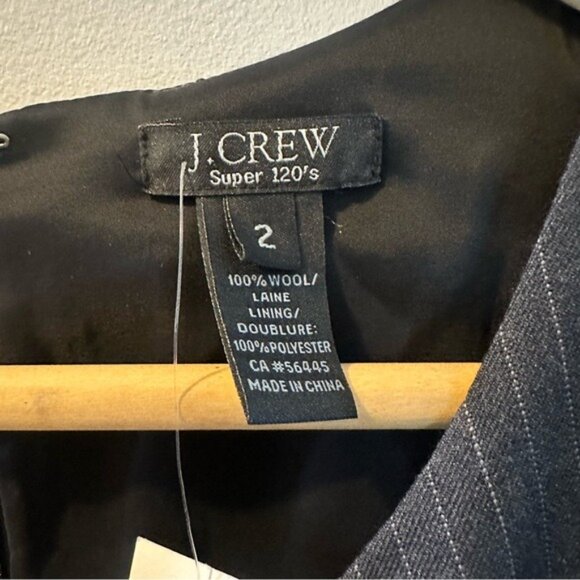 J.CREW
Super 120's
2
100% WOOL/
LAINE
LINING/
DOUBLURE:
100% POLYESTER
CA #56445
MADE IN CHINA